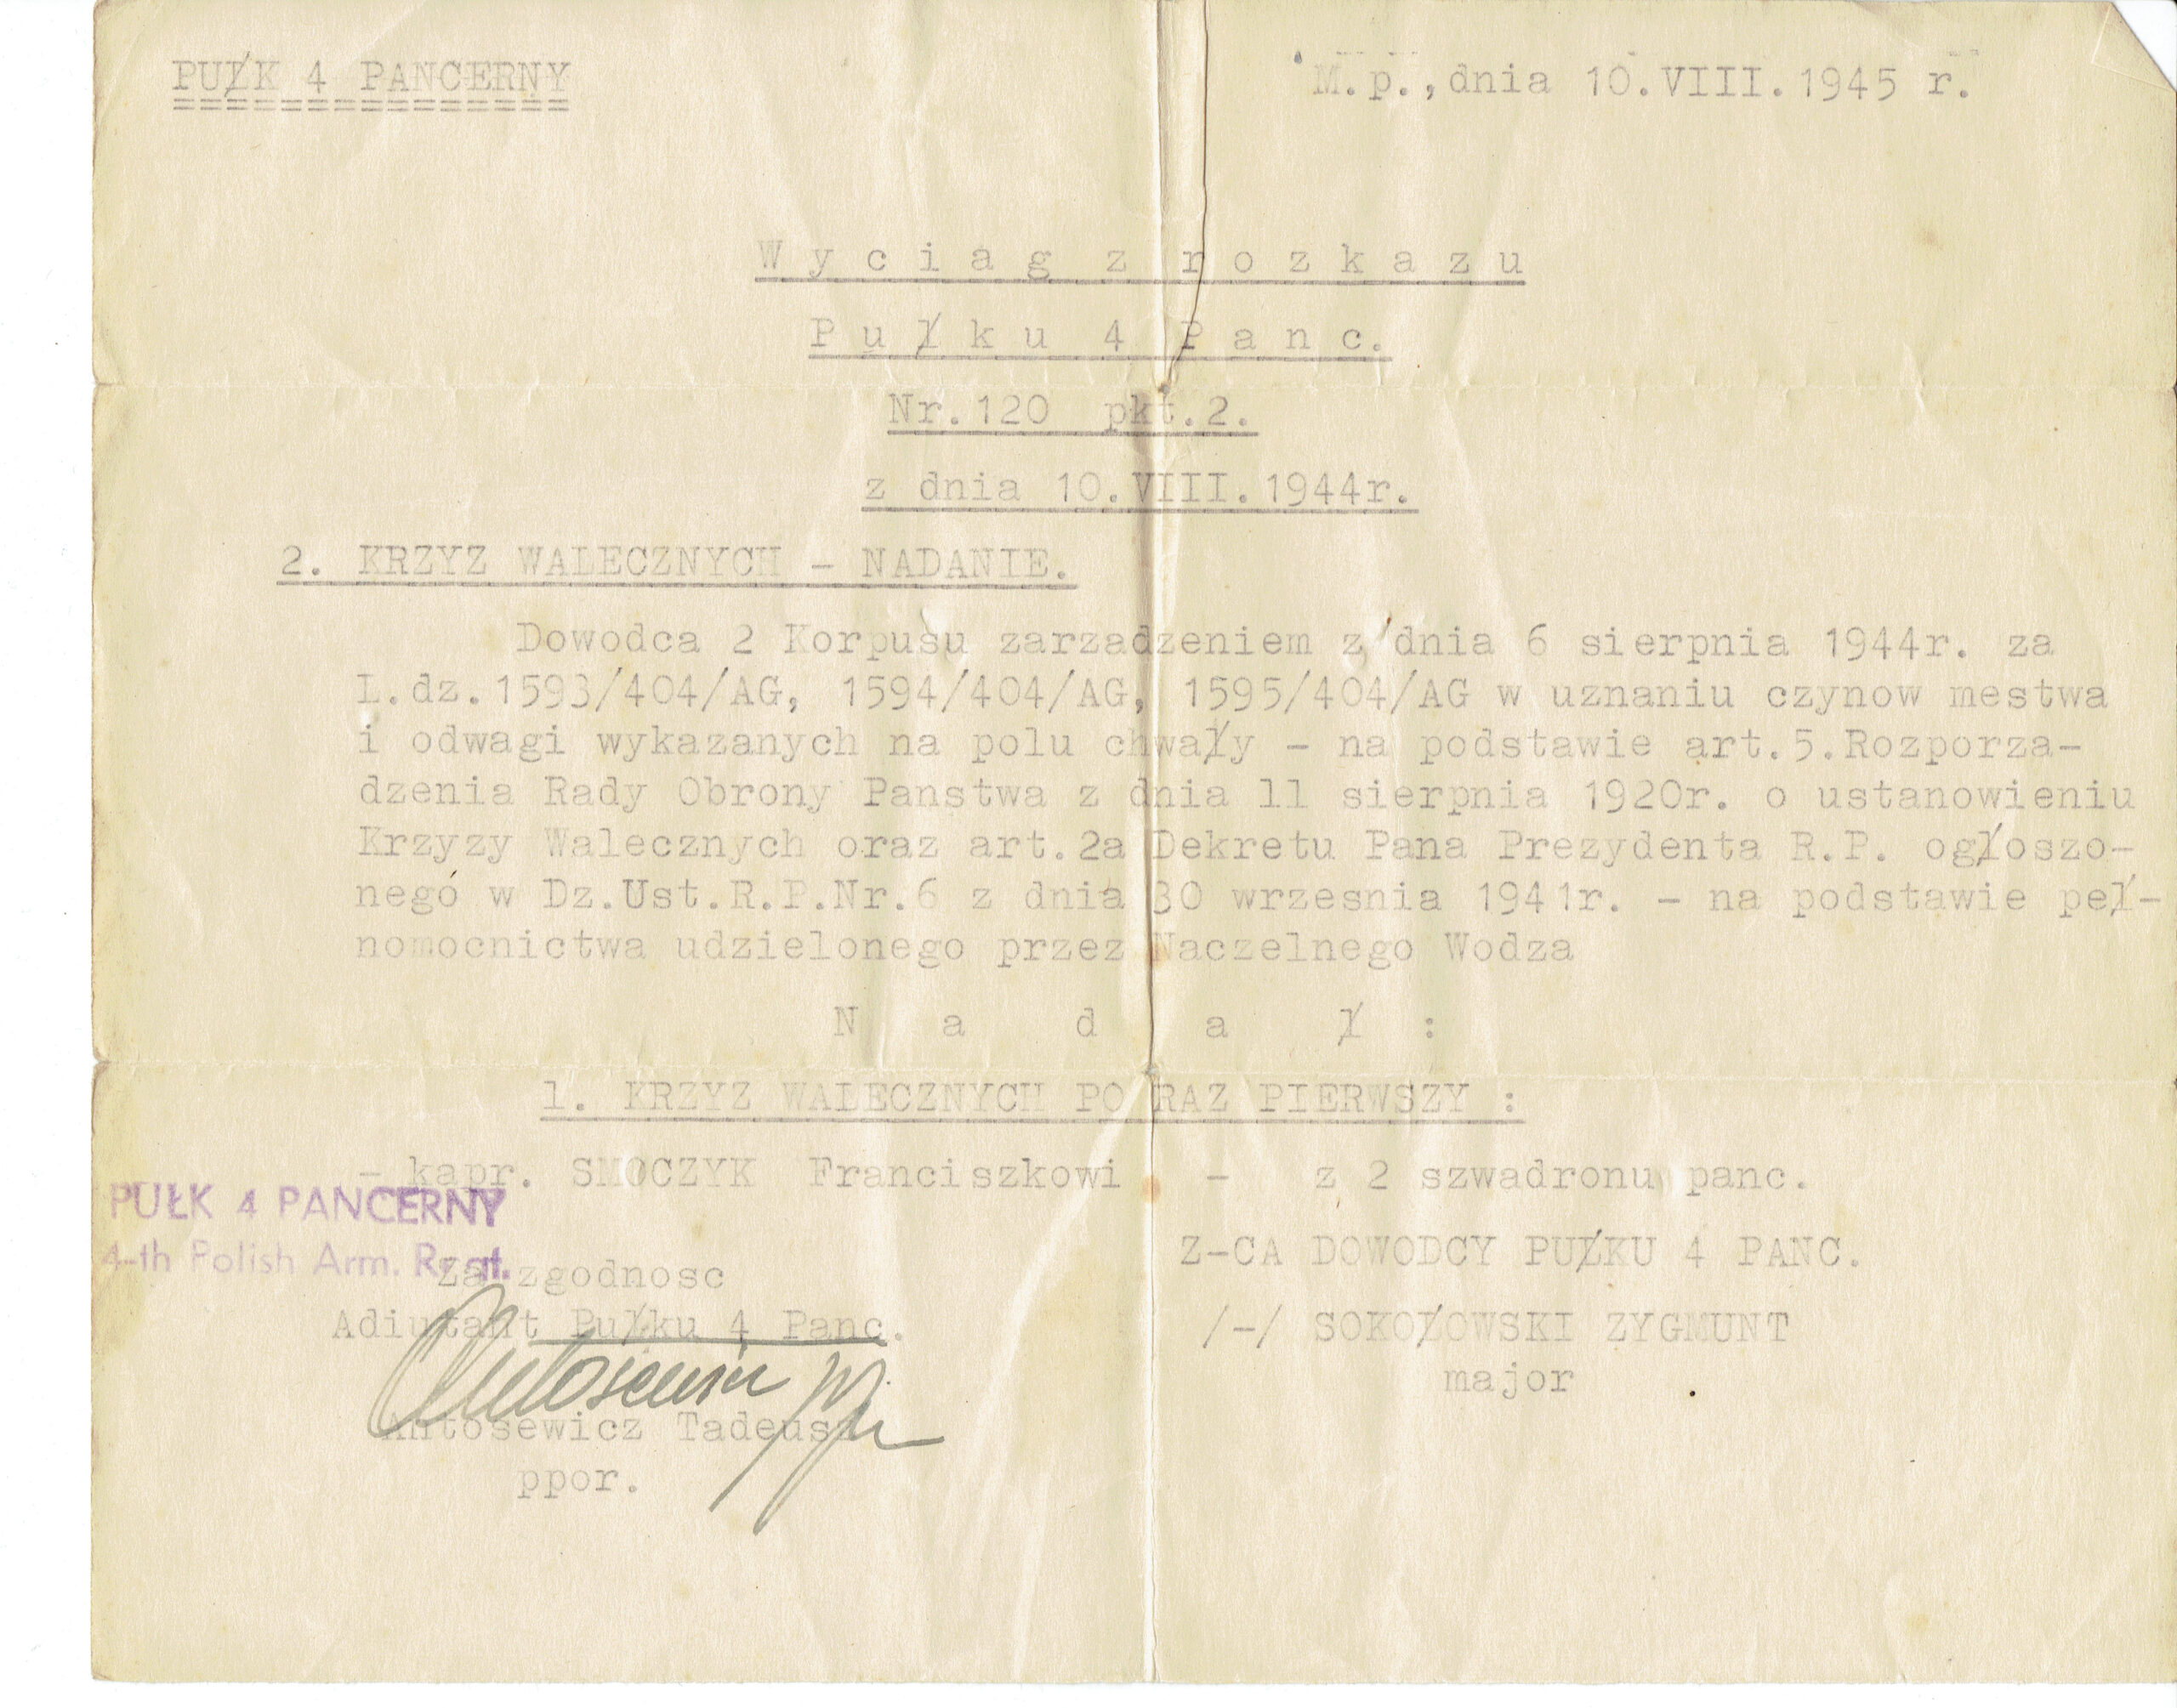 PUŁK 4 PANCERNY
M.p., dnia 10.VIII.1945 r.
Wyciag z rozkazu
Pułku 4 Panc.
Nr.120 pkt.2.
z dnia 10.VIII.1944r.
2. KRZYZ WALECZNYCH - NADANIE.
Dowodca 2 Korpusu zarzadzeniem z dnia 6 sierpnia 1944r. za
L.dz.1593/404/AG, 1594/404/AG, 1595/404/AG w uznaniu czynow mestwa
i odwagi wykazanych na polu chwały - na podstawie art.5.Rozporza-
dzenia Rady Obrony Panstwa z dnia 11 sierpnia 1920r. o ustanowieniu
Krzyzy Walecznych oraz art.2a Dekretu Pana Prezydenta R.P. ogłoszo-
nego w Dz.Ust.R.P.Nr.6 z dnia 30 wrzesnia 1941r. - na podstawie peł-
nomocnictwa udzielonego przez Naczelnego Wodza
Nadał :
1. KRZYZ WALECZNYCH PO RAZ PIERWSZY :
- kapr. SMOCZYK Franciszkowi - z 2 szwadronu panc.
PUŁK 4 PANCERNY
4-th Polish Arm. Regt.
Za zgodnosc
Adiutant Pułku 4 Panc.
Antosewicz Tadeusz
ppor.
Z-CA DOWODCY PUŁKU 4 PANC.
/-/ SOKOŁOWSKI ZYGMUNT
major